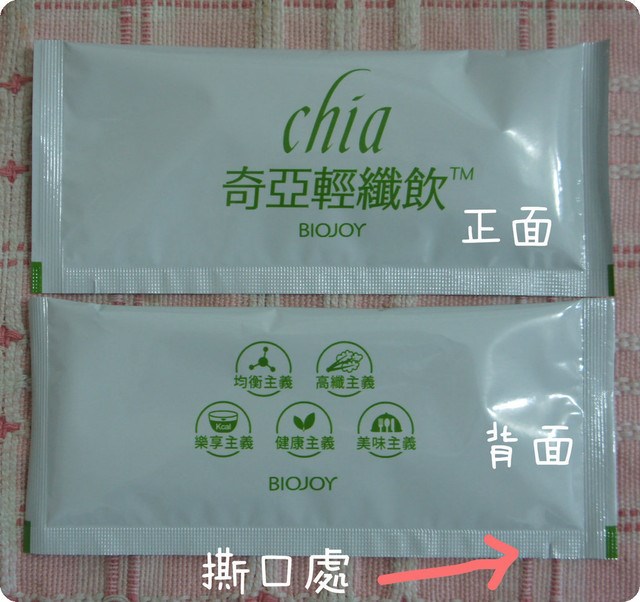 chia
奇亞輕纖飲™
BIOJOY
正面
均衡主義 高纖主義
Kcal
樂享主義 健康主義 美味主義
背面
BIOJOY
撕口處